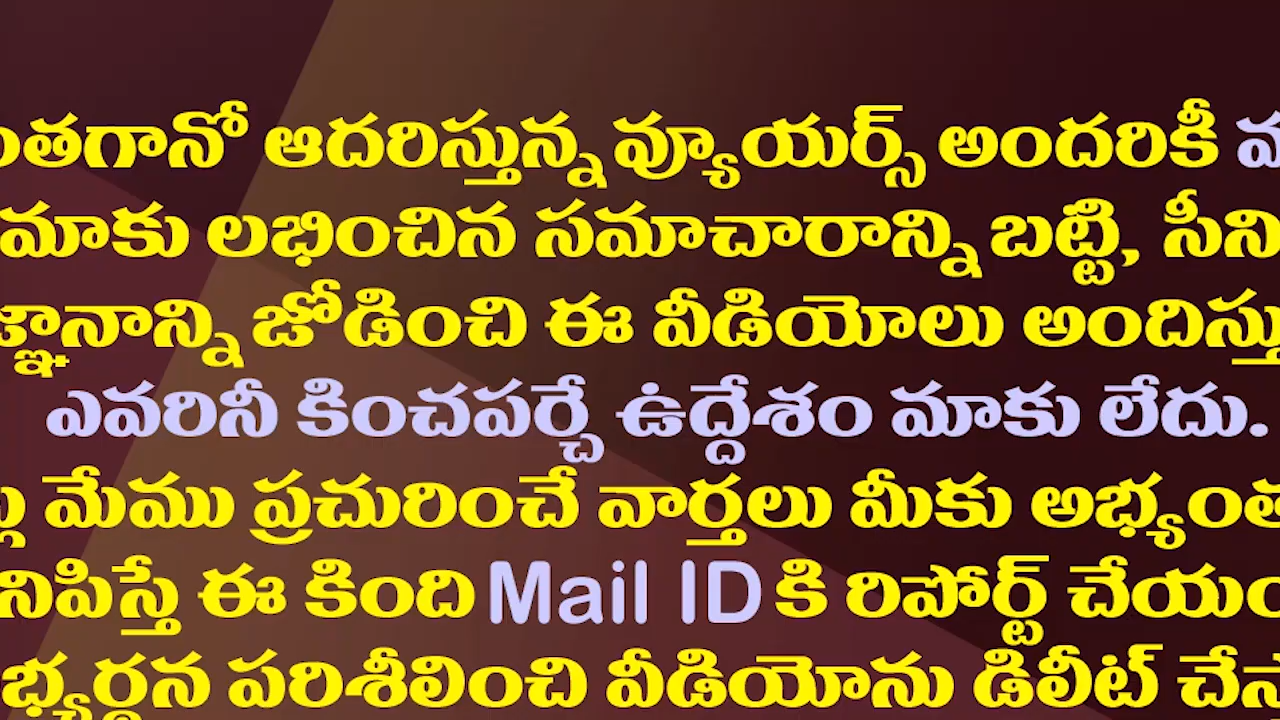 ంతగానో ఆదరిస్తున్న వ్యూయర్స్ అందరికీ
మాకు లభించిన సమాచారాన్ని బట్టి, సీని
జ్ఞానాన్ని జోడించి ఈ వీడియోలు అందిస్తు
ఎవరినీ కించపర్చే ఉద్దేశం మాకు లేదు.
మేము ప్రచురించే వార్తలు మీకు అభ్యంత
నిపిస్తే ఈ కింది Mail ID కి రిపోర్ట్ చేయం
భ్యర్థన పరిశీలించి వీడియోను డిలీట్ చేస